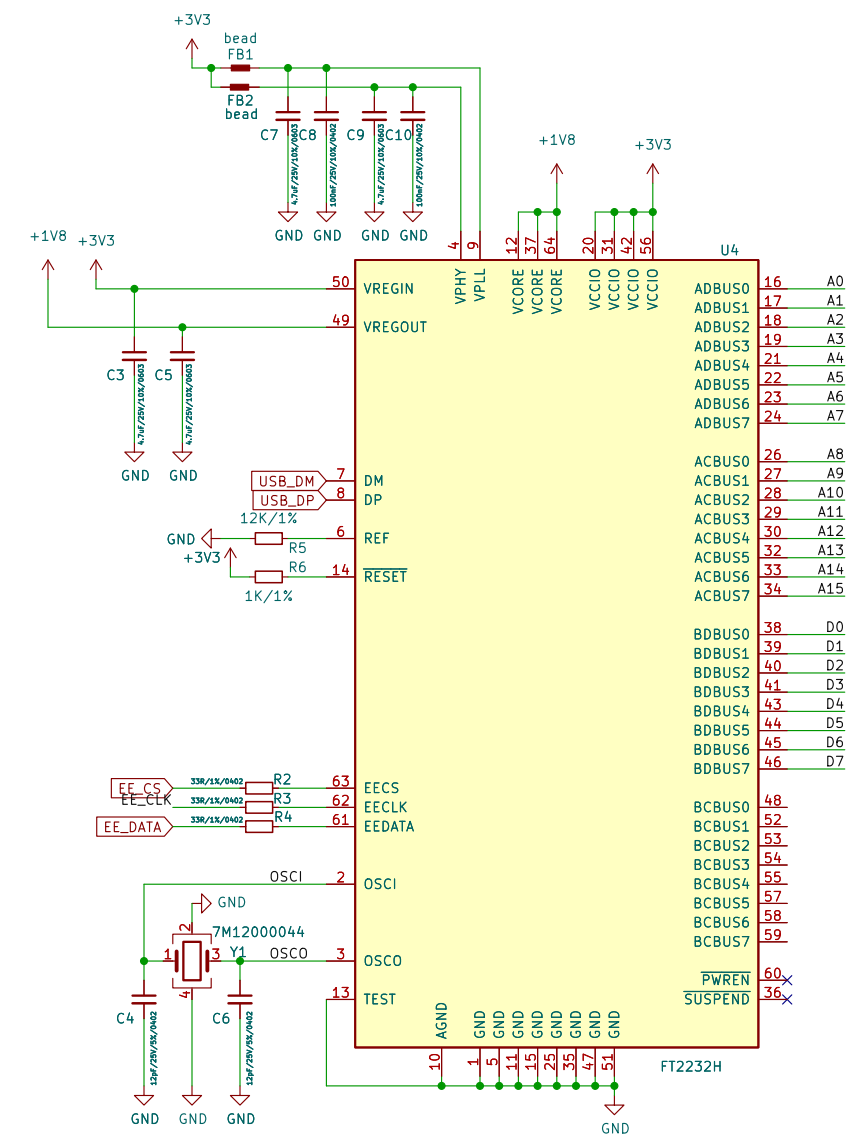 +3V3
bead
FB1
FB2
bead
C7
4.7uF/25V/10%/0603
C8
100nF/25V/10%/0402
C9
4.7uF/25V/10%/0603
C10
100nF/25V/10%/0402
GND
GND
GND
GND
+1V8
+3V3
4
9
12
37
64
20
31
42
56
U4
+1V8
+3V3
VPHY
VPLL
VCORE
VCORE
VCORE
VCCIO
VCCIO
VCCIO
VCCIO
50 VREGIN
49 VREGOUT
C3
4.7uF/25V/10%/0603
C5
4.7uF/25V/10%/0603
GND
GND
USB_DM 7 DM
USB_DP 8 DP
12K/1%
GND R5 6 REF
+3V3
R6 14 RESET
1K/1%
EE_CS 33R/1%/0402 R2 63 EECS
EE_CLK R3 62 EECLK
33R/1%/0402
EE_DATA 33R/1%/0402 R4 61 EEDATA
OSCI 2 OSCI
GND
2
7M12000044
Y1
1
3
4
OSCO 3 OSCO
13 TEST
C4
12pF/25V/5%/0402
C6
12pF/25V/5%/0402
GND
GND
GND
ADBUS0 16 A0
ADBUS1 17 A1
ADBUS2 18 A2
ADBUS3 19 A3
ADBUS4 21 A4
ADBUS5 22 A5
ADBUS6 23 A6
ADBUS7 24 A7
ACBUS0 26 A8
ACBUS1 27 A9
ACBUS2 28 A10
ACBUS3 29 A11
ACBUS4 30 A12
ACBUS5 32 A13
ACBUS6 33 A14
ACBUS7 34 A15
BDBUS0 38 D0
BDBUS1 39 D1
BDBUS2 40 D2
BDBUS3 41 D3
BDBUS4 43 D4
BDBUS5 44 D5
BDBUS6 45 D6
BDBUS7 46 D7
BCBUS0 48
BCBUS1 52
BCBUS2 53
BCBUS3 54
BCBUS4 55
BCBUS5 57
BCBUS6 58
BCBUS7 59
PWREN 60
SUSPEND 36
AGND
GND
GND
GND
GND
GND
GND
GND
GND
10
1
5
11
15
25
35
47
51
FT2232H
GND